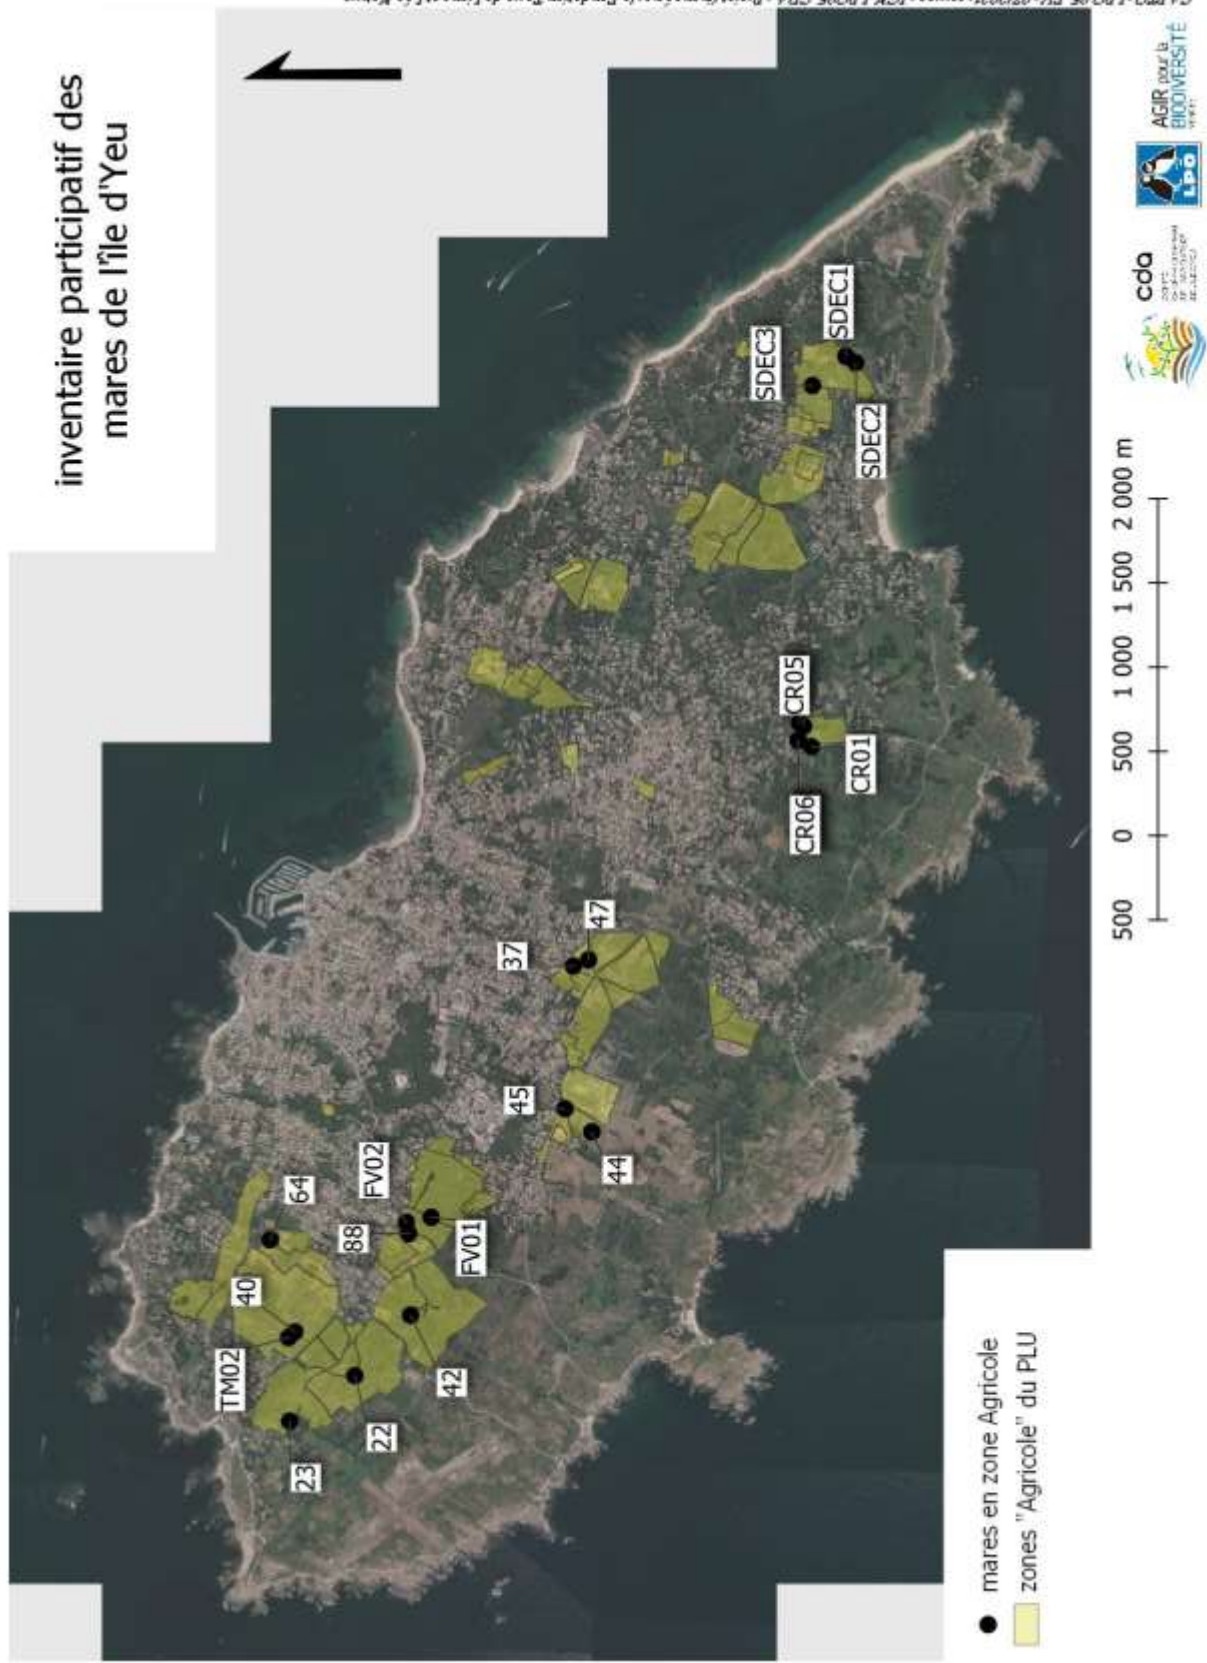 inventaire participatif des
mares de l'île d'Yeu
TM02
40
64
23
22
42
88
FV02
FV01
45
44
37
47
CR06
CR05
CR01
SDEC3
SDEC1
SDEC2
mares en zone Agricole
zones "Agricole" du PLU
500 0 500 1 000 1 500 2 000 m
cda
LPO
AGIR pour la
BIODIVERSITÉ